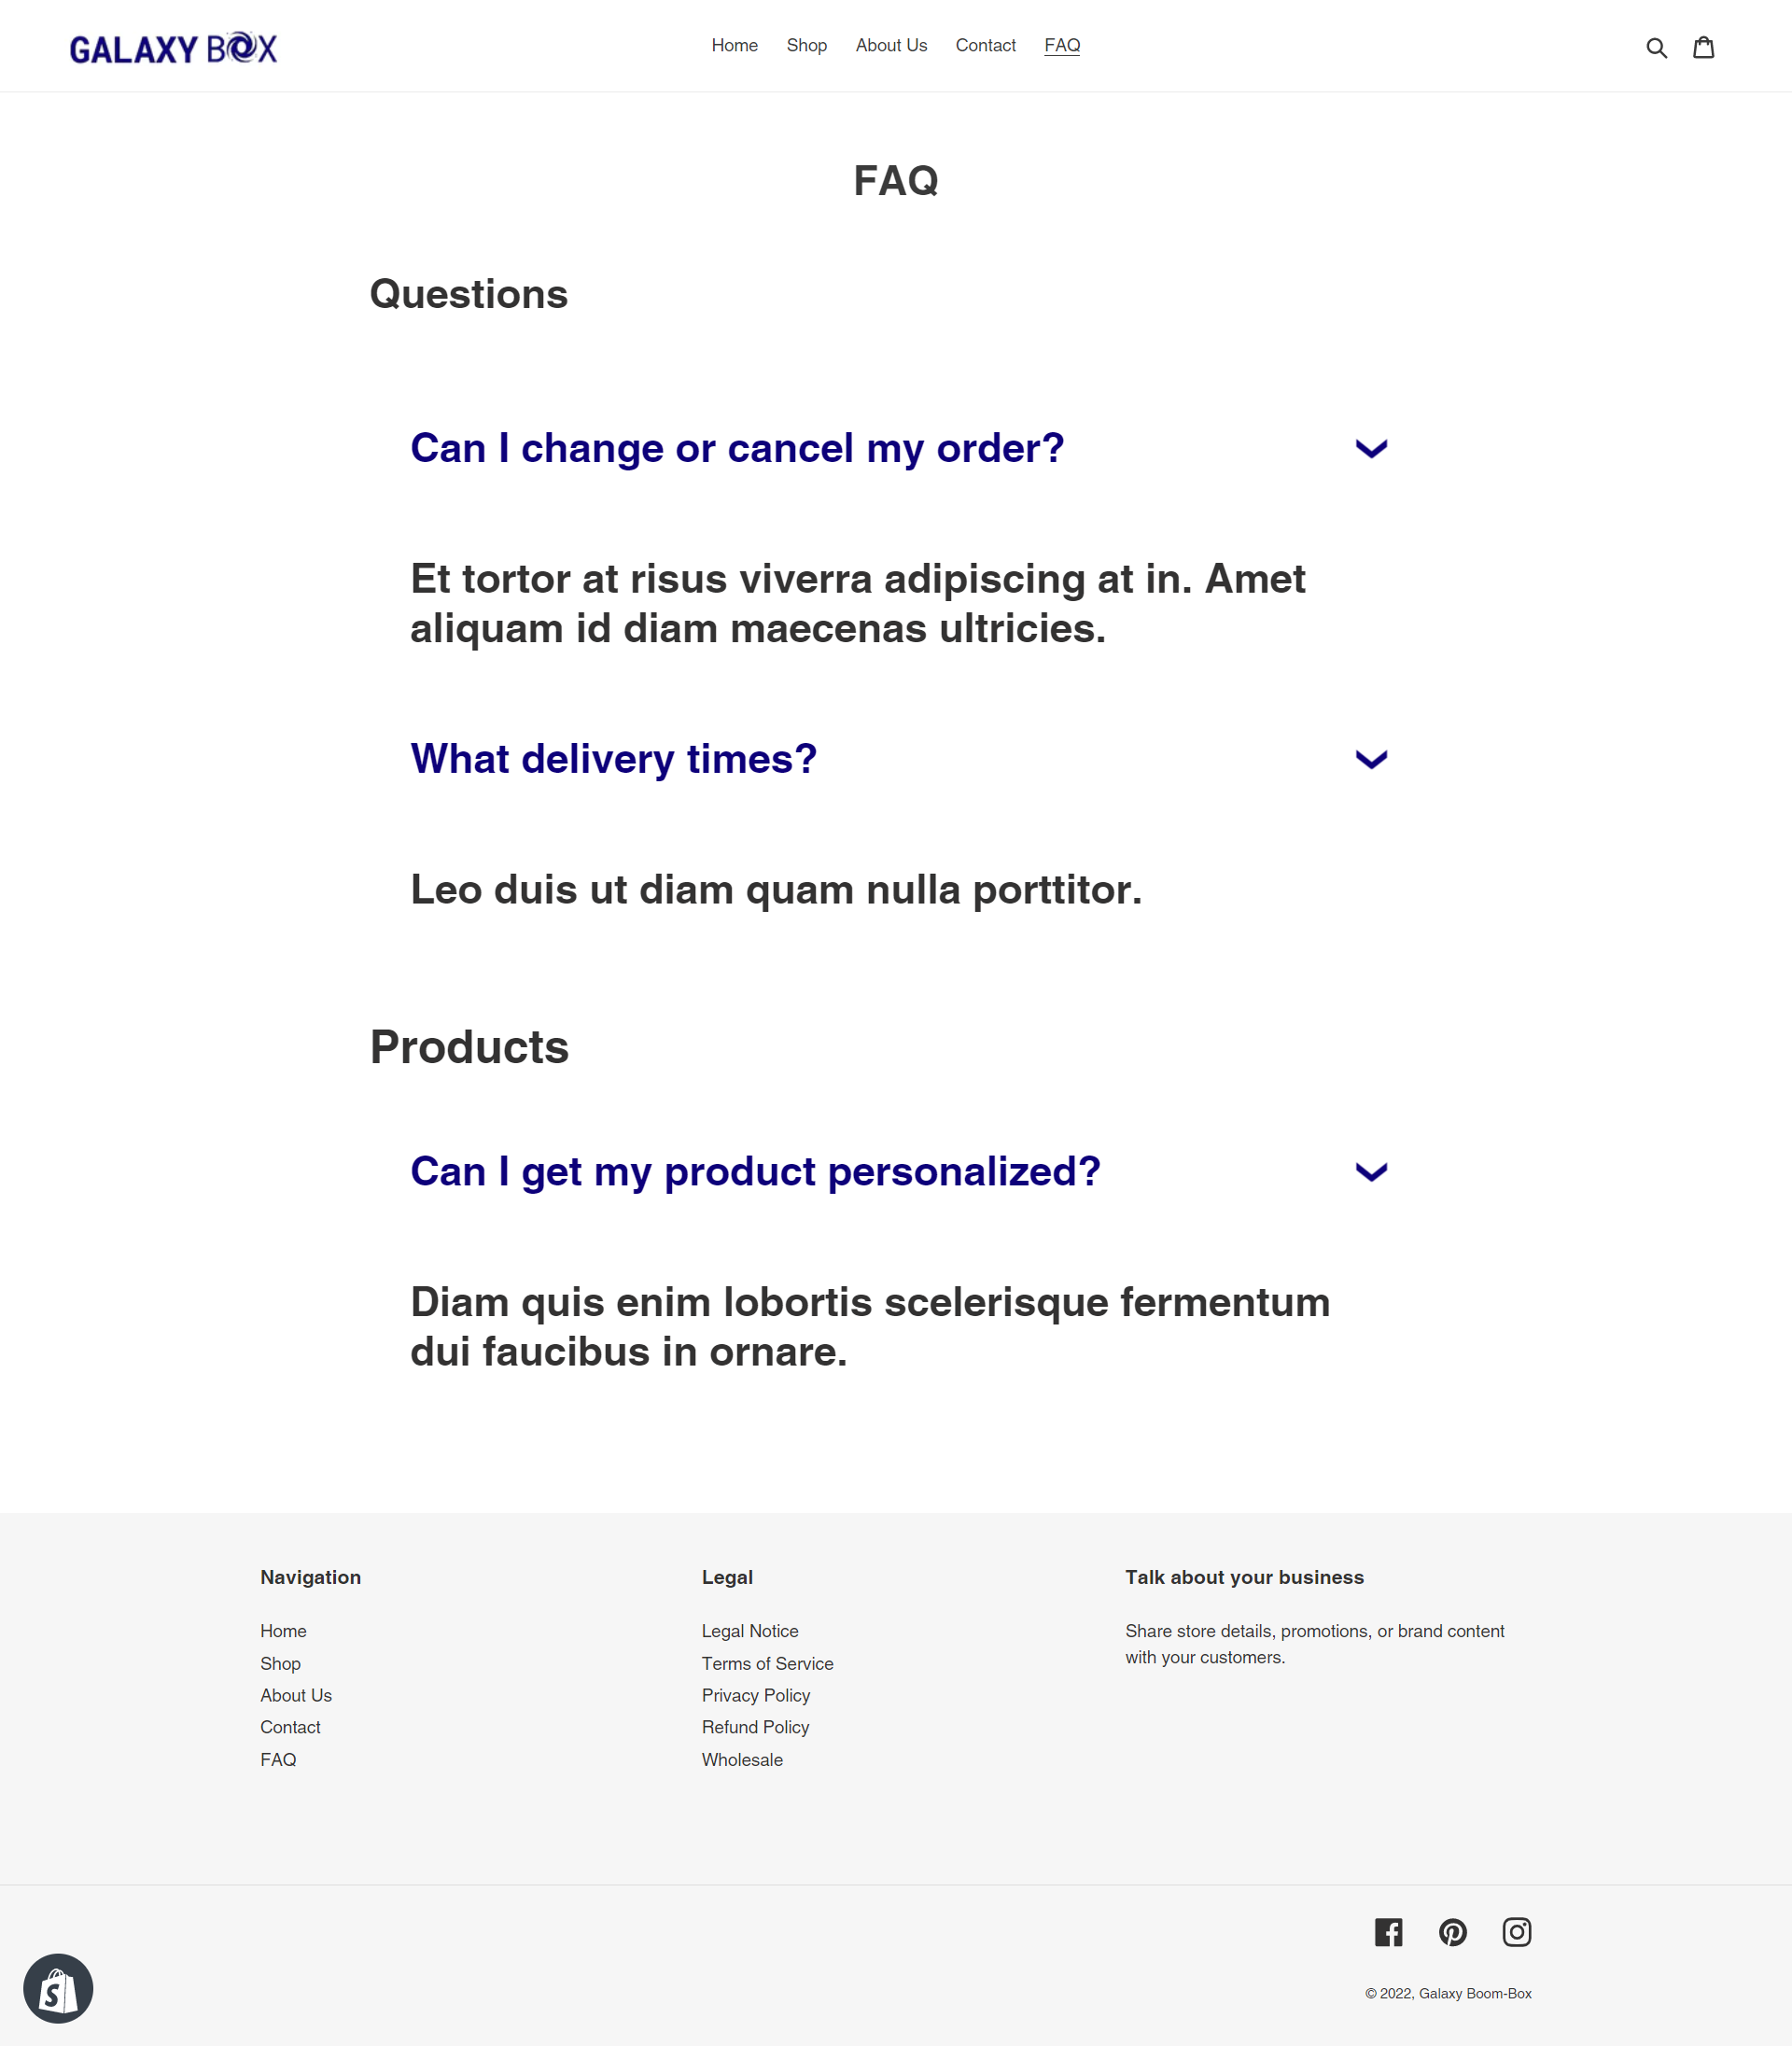 GALAXY BOX
Home Shop About Us Contact FAQ
FAQ
Questions
Can I change or cancel my order?
Et tortor at risus viverra adipiscing at in. Amet
aliquam id diam maecenas ultricies.
What delivery times?
Leo duis ut diam quam nulla porttitor.
Products
Can I get my product personalized?
Diam quis enim lobortis scelerisque fermentum
dui faucibus in ornare.
Navigation
Home
Shop
About Us
Contact
FAQ
Legal
Legal Notice
Terms of Service
Privacy Policy
Refund Policy
Wholesale
Talk about your business
Share store details, promotions, or brand content
with your customers.
© 2022, Galaxy Boom-Box